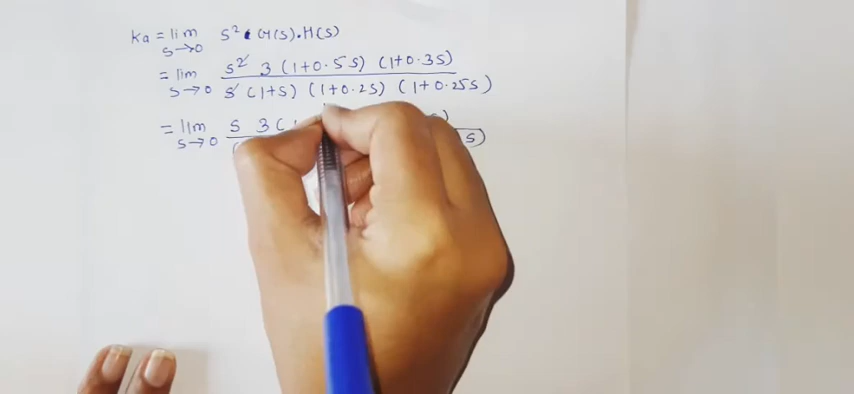 Ka = lim s→0 s² • G(s).H(s)
= lim s→0 s² 3 (1+0.5s) (1+0.3s) / s (1+s) (1+0.2s) (1+0.25s)
= lim s→0 s 3 (